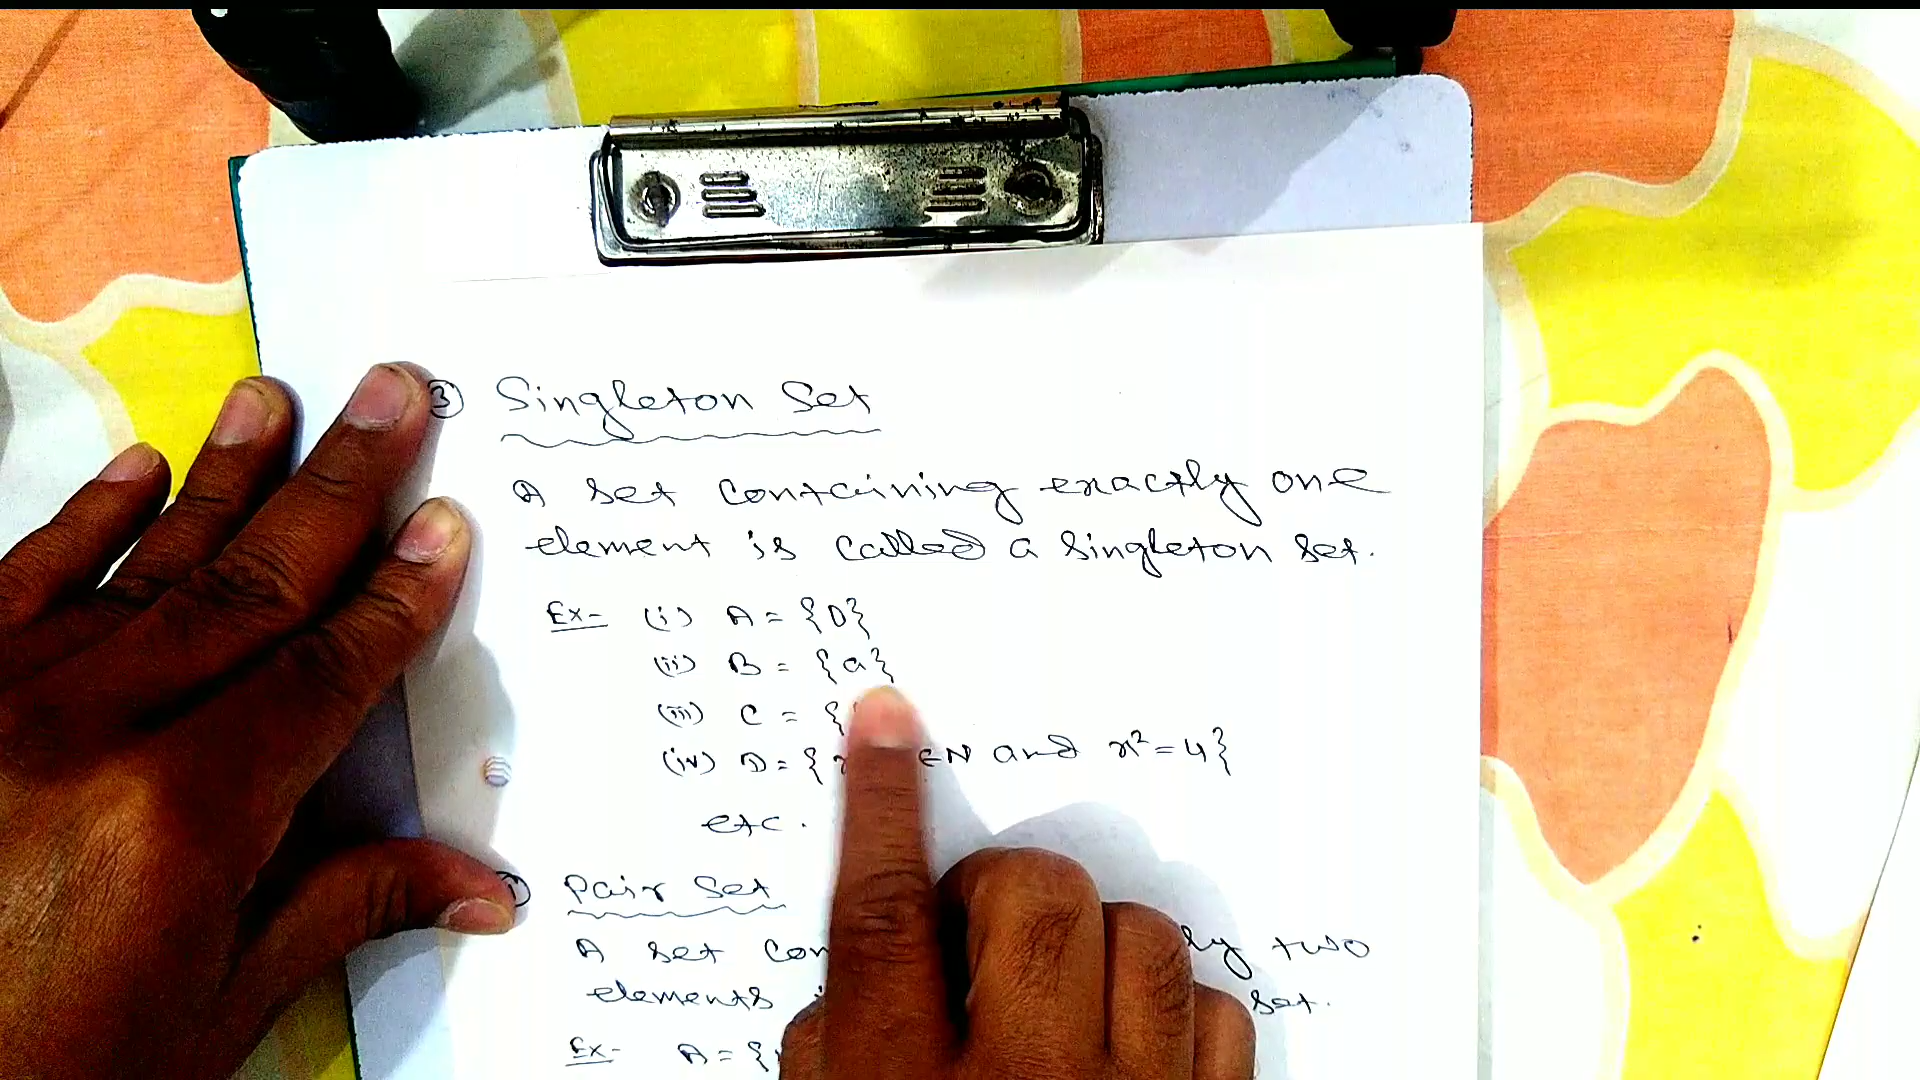 ③ Singleton Set
A set containing exactly one
element is called a singleton set.
Ex- (i) A = {0}
(ii) B = {a}
(iii) C = {
(iv) D = { ∈N and x² = 4}
etc.
Pair Set
A set two
elements set.
Ex- A = {